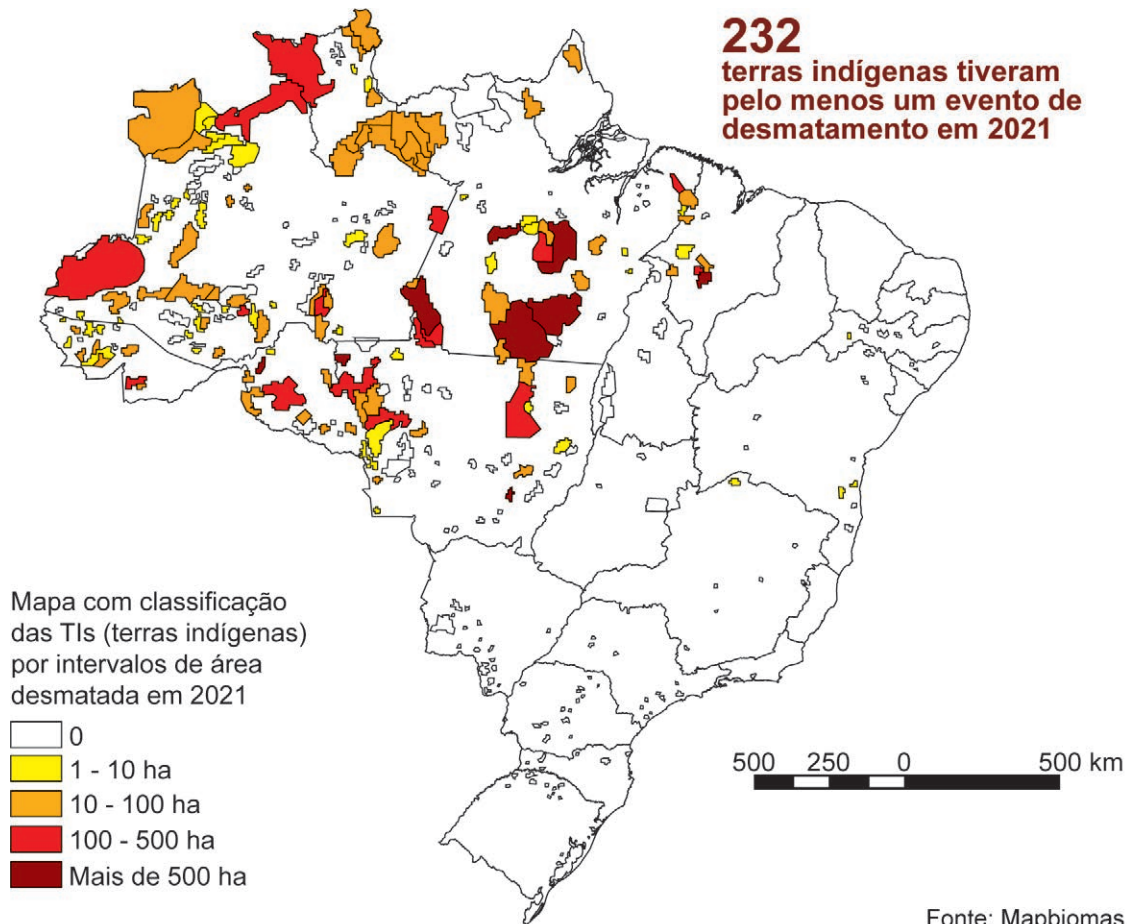 232
terras indígenas tiveram
pelo menos um evento de
desmatamento em 2021
Mapa com classificação
das TIs (terras indígenas)
por intervalos de área
desmatada em 2021
0
1 - 10 ha
10 - 100 ha
100 - 500 ha
Mais de 500 ha
500 250 0 500 km
Fonte: Mapbiomas